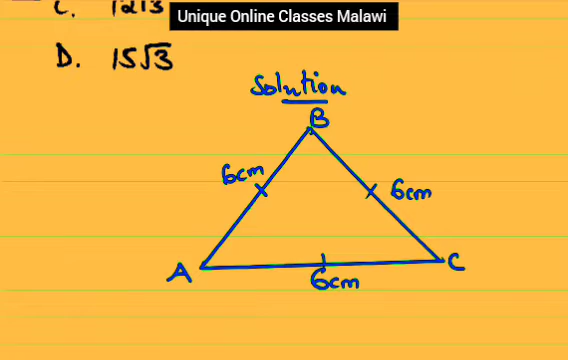 Unique Online Classes Malawi
D. 15√3
Solution
B
6cm
6cm
A
C
6cm